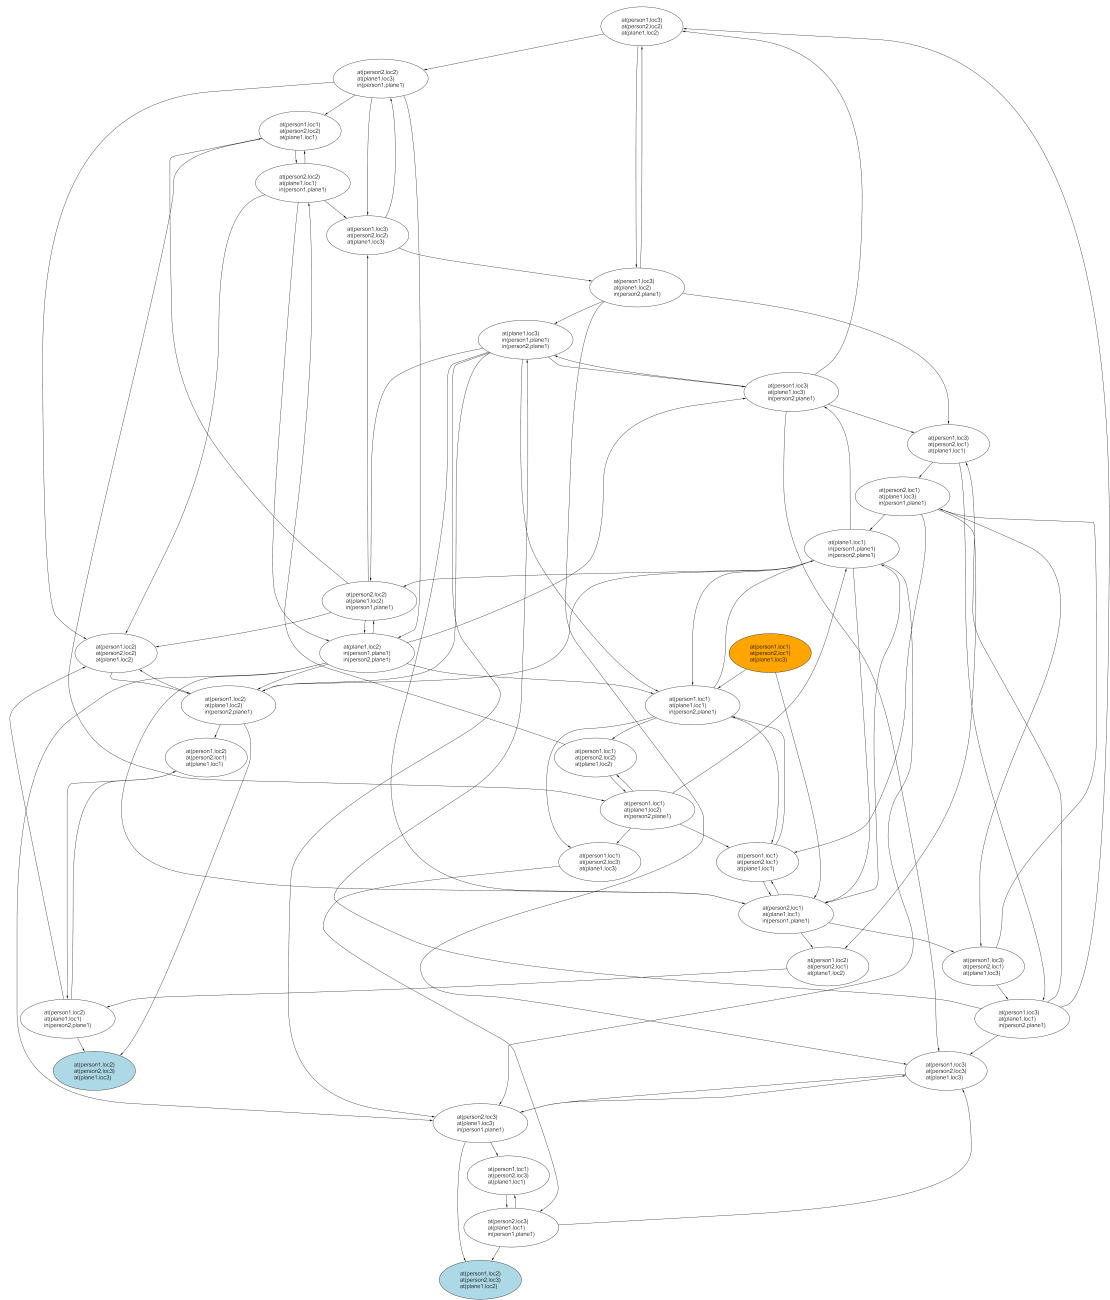 at(person1,loc3)
at(person2,loc2)
at(plane1,loc2)
at(person2,loc2)
at(plane1,loc3)
in(person1,plane1)
at(person1,loc1)
at(person2,loc2)
at(plane1,loc1)
at(person2,loc2)
at(plane1,loc1)
in(person1,plane1)
at(person1,loc3)
at(person2,loc2)
at(plane1,loc3)
at(person1,loc3)
at(plane1,loc2)
in(person2,plane1)
at(plane1,loc3)
in(person1,plane1)
in(person2,plane1)
at(person1,loc3)
at(plane1,loc3)
in(person2,plane1)
at(person1,loc3)
at(person2,loc1)
at(plane1,loc1)
at(person2,loc1)
at(plane1,loc3)
in(person1,plane1)
at(plane1,loc1)
in(person1,plane1)
in(person2,plane1)
at(person2,loc2)
at(plane1,loc2)
in(person1,plane1)
at(person1,loc2)
at(person2,loc2)
at(plane1,loc2)
at(plane1,loc2)
in(person1,plane1)
in(person2,plane1)
at(person1,loc1)
at(person2,loc1)
at(plane1,loc3)
at(person1,loc2)
at(plane1,loc2)
in(person2,plane1)
at(person1,loc1)
at(plane1,loc1)
in(person2,plane1)
at(person1,loc2)
at(person2,loc1)
at(plane1,loc1)
at(person1,loc1)
at(person2,loc2)
at(plane1,loc2)
at(person1,loc1)
at(plane1,loc2)
in(person2,plane1)
at(person1,loc1)
at(person2,loc3)
at(plane1,loc3)
at(person1,loc1)
at(person2,loc1)
at(plane1,loc1)
at(person2,loc1)
at(plane1,loc1)
in(person1,plane1)
at(person1,loc2)
at(person2,loc1)
at(plane1,loc2)
at(person1,loc3)
at(person2,loc1)
at(plane1,loc3)
at(person1,loc2)
at(plane1,loc1)
in(person2,plane1)
at(person1,loc3)
at(plane1,loc1)
in(person2,plane1)
at(person1,loc2)
at(person2,loc3)
at(plane1,loc3)
at(person1,loc3)
at(person2,loc3)
at(plane1,loc3)
at(person2,loc3)
at(plane1,loc3)
in(person1,plane1)
at(person1,loc1)
at(person2,loc3)
at(plane1,loc1)
at(person2,loc3)
at(plane1,loc1)
in(person1,plane1)
at(person1,loc2)
at(person2,loc3)
at(plane1,loc2)